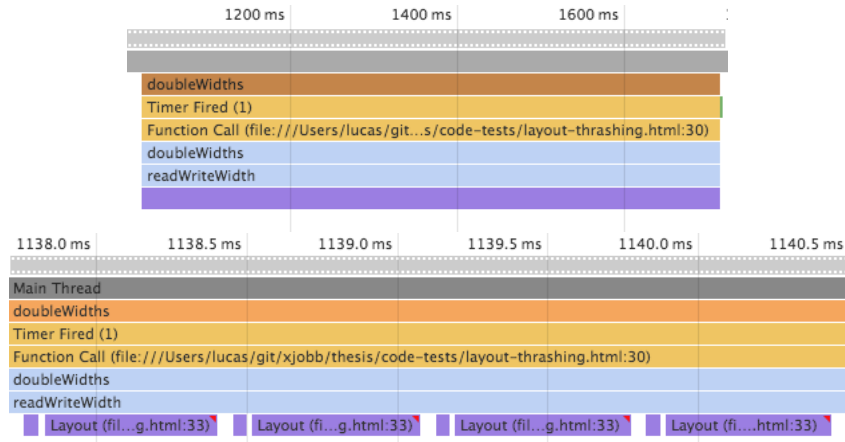 1200 ms 1400 ms 1600 ms
doubleWidths
Timer Fired (1)
Function Call (file:///Users/lucas/git...s/code-tests/layout-thrashing.html:30)
doubleWidths
readWriteWidth
1138.0 ms 1138.5 ms 1139.0 ms 1139.5 ms 1140.0 ms 1140.5 ms
Main Thread
doubleWidths
Timer Fired (1)
Function Call (file:///Users/lucas/git/xjobb/thesis/code-tests/layout-thrashing.html:30)
doubleWidths
readWriteWidth
Layout (fil...g.html:33) Layout (fi...g.html:33) Layout (fil...g.html:33) Layout (fi....html:33)